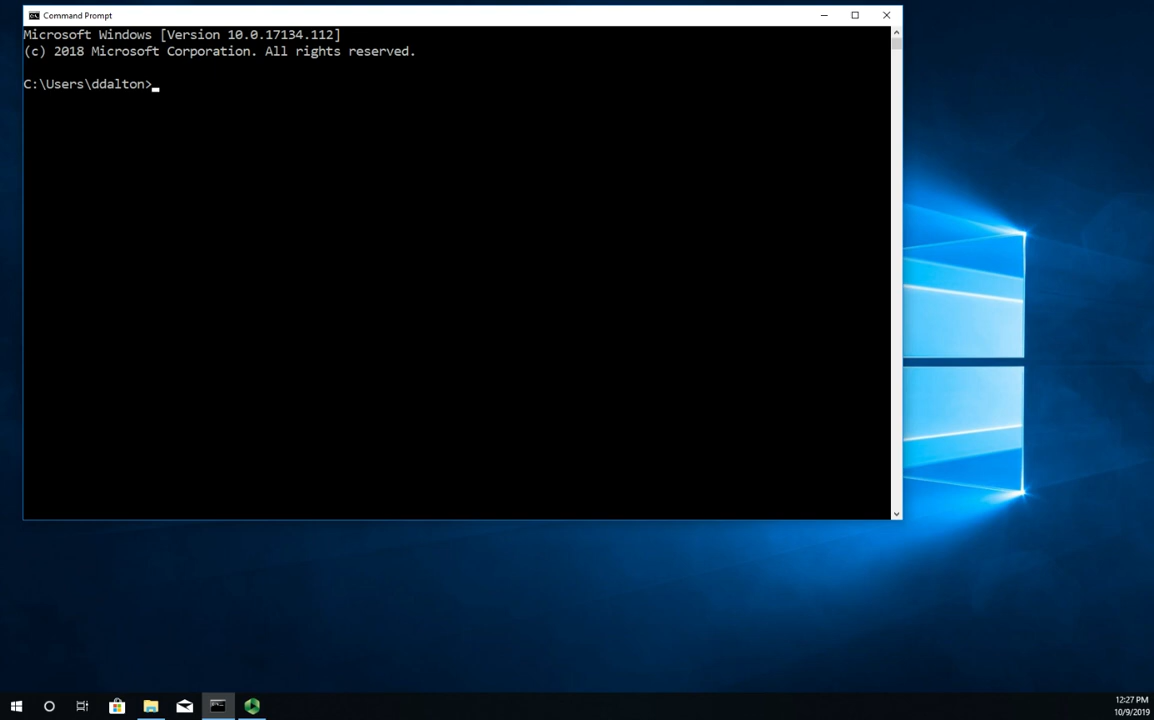 Command Prompt
Microsoft Windows [Version 10.0.17134.112]
(c) 2018 Microsoft Corporation. All rights reserved.
C:\Users\ddalton>
12:27 PM
10/9/2019